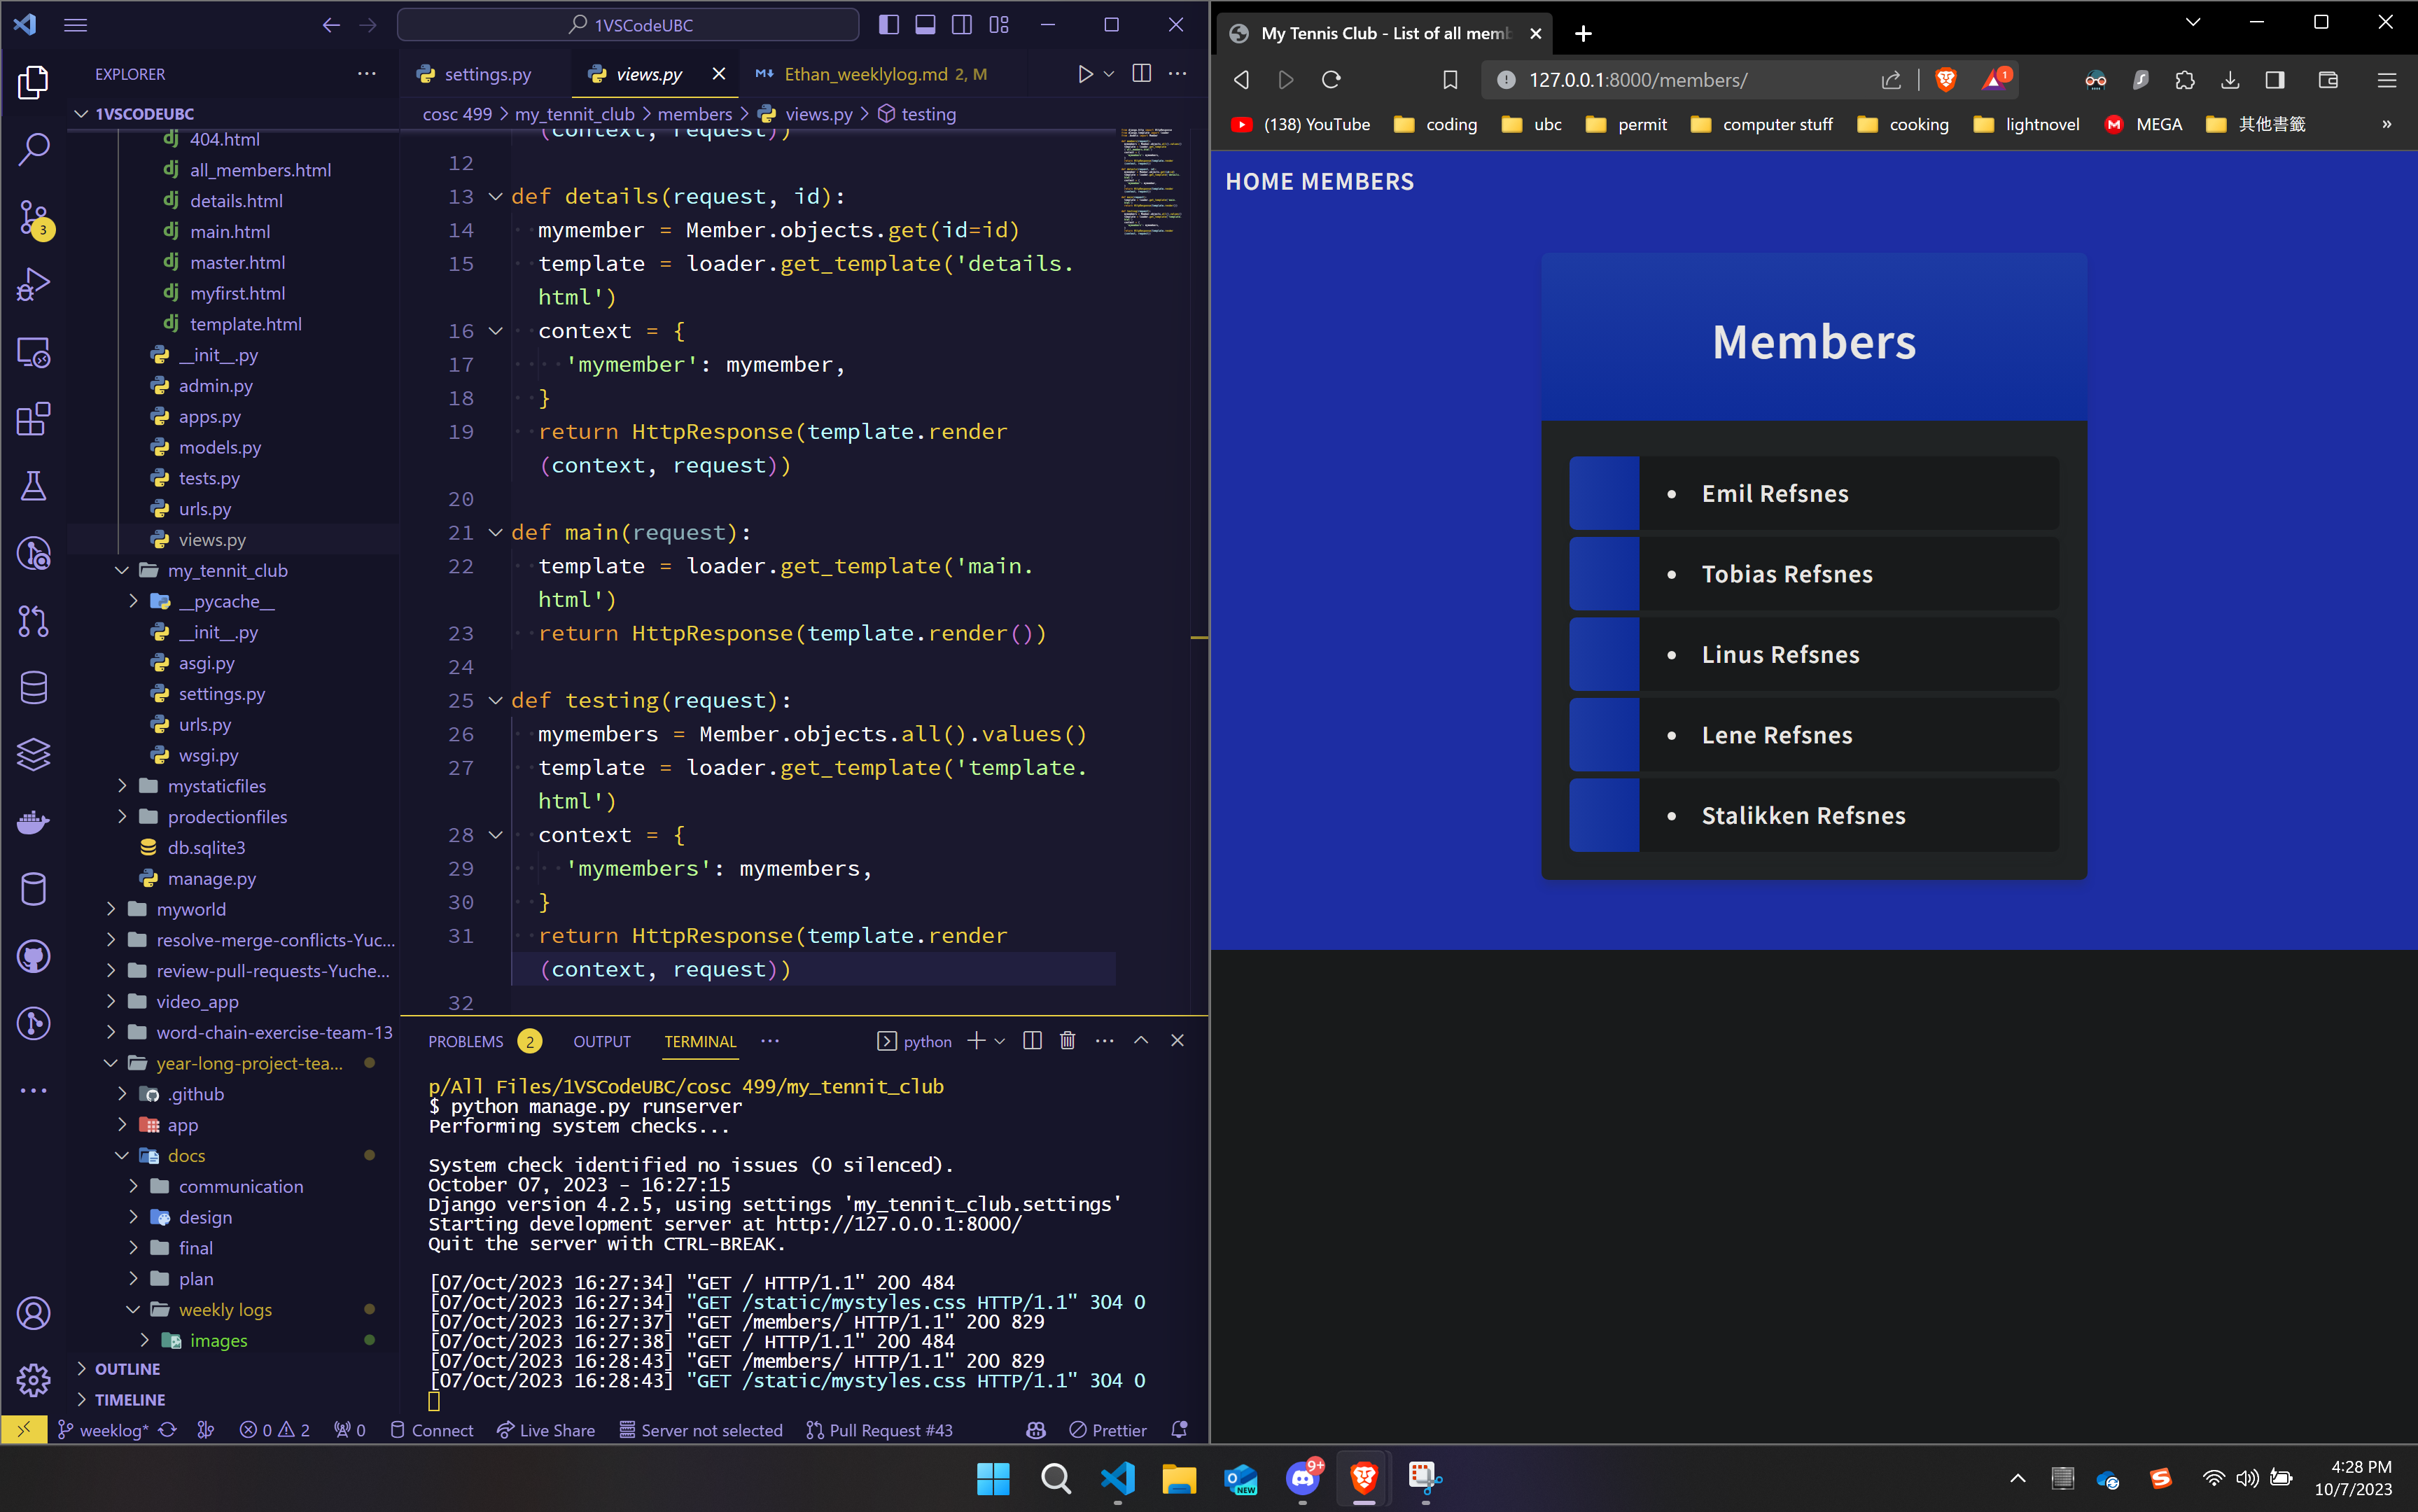 1VSCodeUBC
EXPLORER
1VSCODEUBC
404.html
all_members.html
details.html
main.html
master.html
myfirst.html
template.html
__init__.py
admin.py
apps.py
models.py
tests.py
urls.py
views.py
my_tennit_club
__pycache__
__init__.py
asgi.py
settings.py
urls.py
wsgi.py
mystaticfiles
prodectionfiles
db.sqlite3
manage.py
myworld
resolve-merge-conflicts-Yuc...
review-pull-requests-Yuche...
video_app
word-chain-exercise-team-13
year-long-project-tea...
.github
app
docs
communication
design
final
plan
weekly logs
images
OUTLINE
TIMELINE
3
settings.py views.py Ethan_weeklylog.md 2, M
cosc 499 > my_tennit_club > members > views.py > testing
(context, request))
12
13 def details(request, id):
14 mymember = Member.objects.get(id=id)
15 template = loader.get_template('details.
html')
16 context = {
17 'mymember': mymember,
18 }
19 return HttpResponse(template.render
(context, request))
20
21 def main(request):
22 template = loader.get_template('main.
html')
23 return HttpResponse(template.render())
24
25 def testing(request):
26 mymembers = Member.objects.all().values()
27 template = loader.get_template('template.
html')
28 context = {
29 'mymembers': mymembers,
30 }
31 return HttpResponse(template.render
(context, request))
32
PROBLEMS 2 OUTPUT TERMINAL python
p/All Files/1VSCodeUBC/cosc 499/my_tennit_club
$ python manage.py runserver
Performing system checks...
System check identified no issues (0 silenced).
October 07, 2023 - 16:27:15
Django version 4.2.5, using settings 'my_tennit_club.settings'
Starting development server at http://127.0.0.1:8000/
Quit the server with CTRL-BREAK.
[07/Oct/2023 16:27:34] "GET / HTTP/1.1" 200 484
[07/Oct/2023 16:27:34] "GET /static/mystyles.css HTTP/1.1" 304 0
[07/Oct/2023 16:27:37] "GET /members/ HTTP/1.1" 200 829
[07/Oct/2023 16:27:38] "GET / HTTP/1.1" 200 484
[07/Oct/2023 16:28:43] "GET /members/ HTTP/1.1" 200 829
[07/Oct/2023 16:28:43] "GET /static/mystyles.css HTTP/1.1" 304 0
weeklog* 0 2 0 Connect Live Share Server not selected Pull Request #43 Prettier
My Tennis Club - List of all memb
127.0.0.1:8000/members/ 1
(138) YouTube coding ubc permit computer stuff cooking lightnovel M MEGA 其他書籤 »
HOME MEMBERS
Members
Emil Refsnes
Tobias Refsnes
Linus Refsnes
Lene Refsnes
Stalikken Refsnes
NEW
9+
S
4:28 PM
10/7/2023